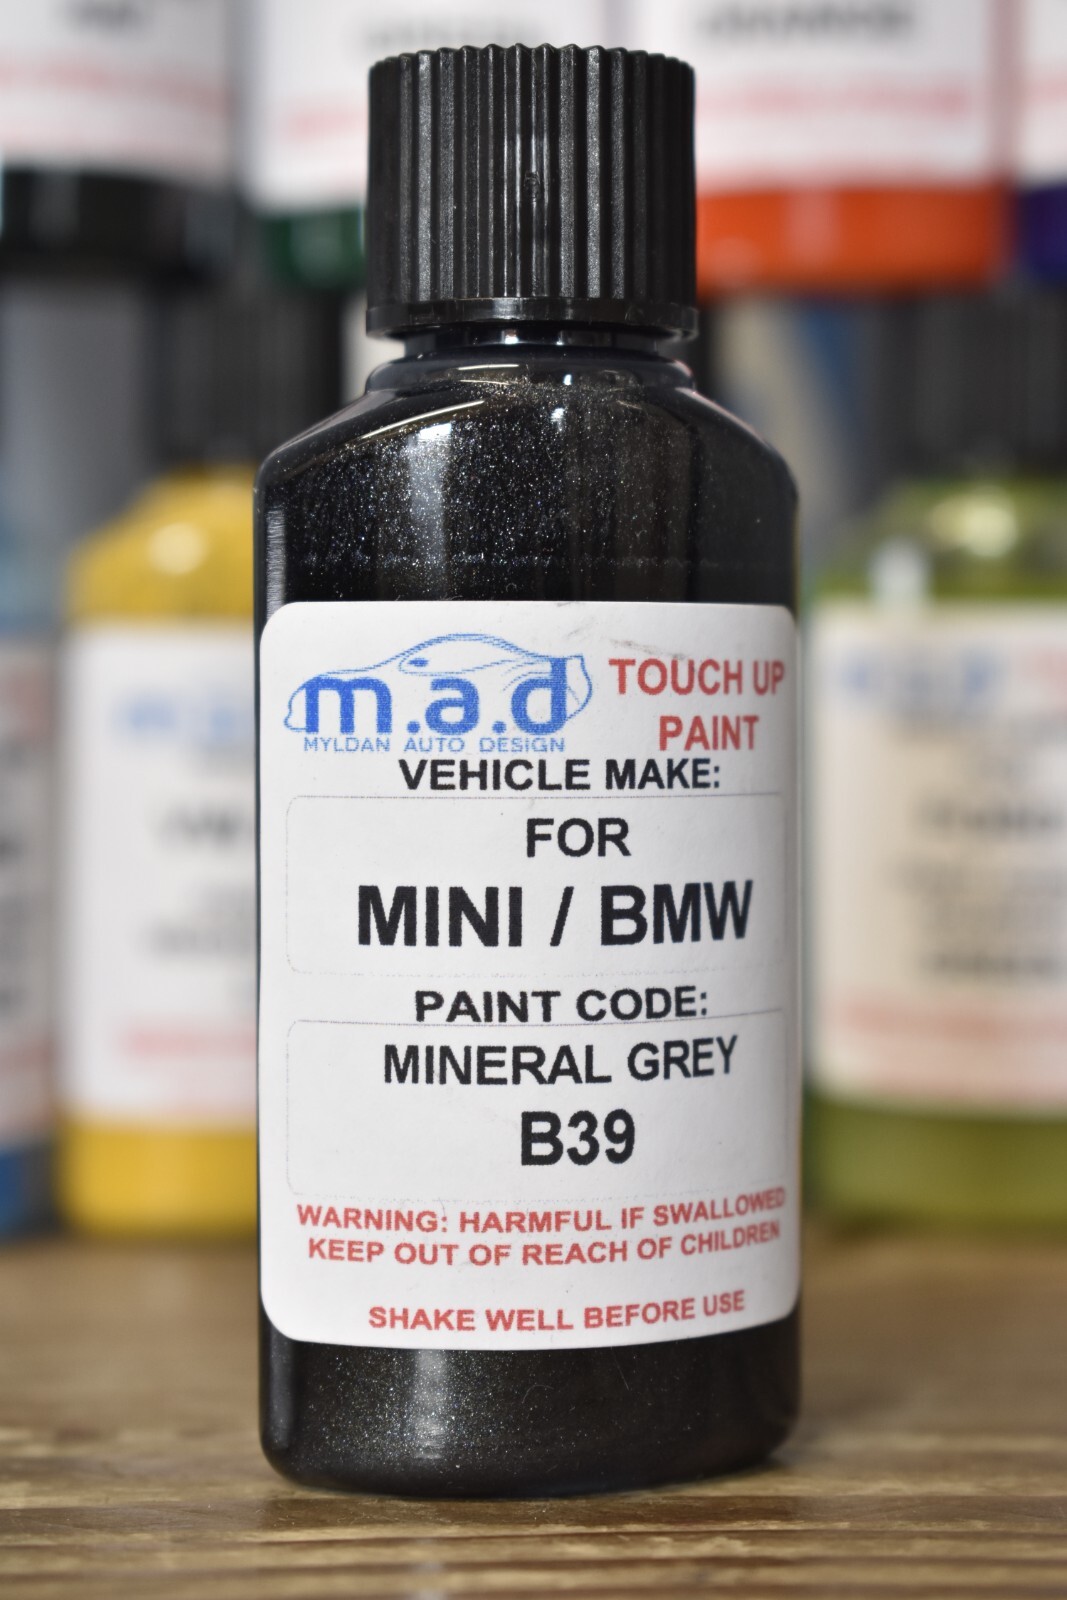 m.a.d
MYLDAN AUTO DESIGN
TOUCH UP
PAINT
VEHICLE MAKE:
FOR
MINI / BMW
PAINT CODE:
MINERAL GREY
B39
WARNING: HARMFUL IF SWALLOWED
KEEP OUT OF REACH OF CHILDREN
SHAKE WELL BEFORE USE